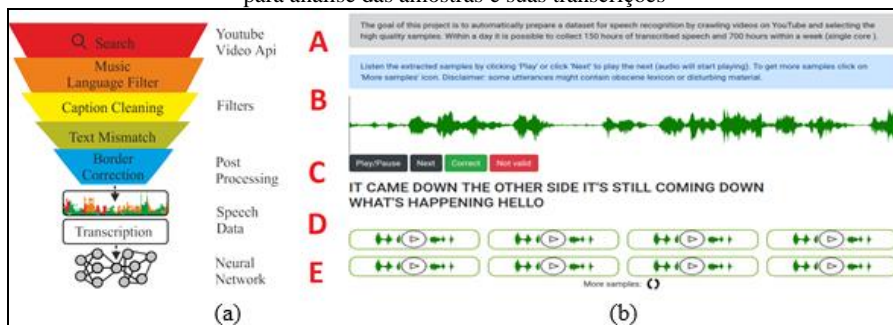 para análise das amostras e suas transcrições
Search
Music
Language Filter
Caption Cleaning
Text Mismatch
Border
Correction
Transcription
Youtube
Video Api
Filters
Post
Processing
Speech
Data
Neural
Network
(a)
A
B
C
D
E
The goal of this project is to automatically prepare a dataset for speech recognition by crawling videos on YouTube and selecting the
high quality samples. Within a day it is possible to collect 150 hours of transcribed speech and 700 hours within a week (single core ).
Listen the extracted samples by clicking 'Play' or click 'Next' to play the next (audio will start playing). To get more samples click on
'More samples' icon. Disclaimer: some utterances might contain obscene lexicon or disturbing material.
Play/Pause Next Correct Not valid
IT CAME DOWN THE OTHER SIDE IT'S STILL COMING DOWN
WHAT'S HAPPENING HELLO
More samples:
(b)